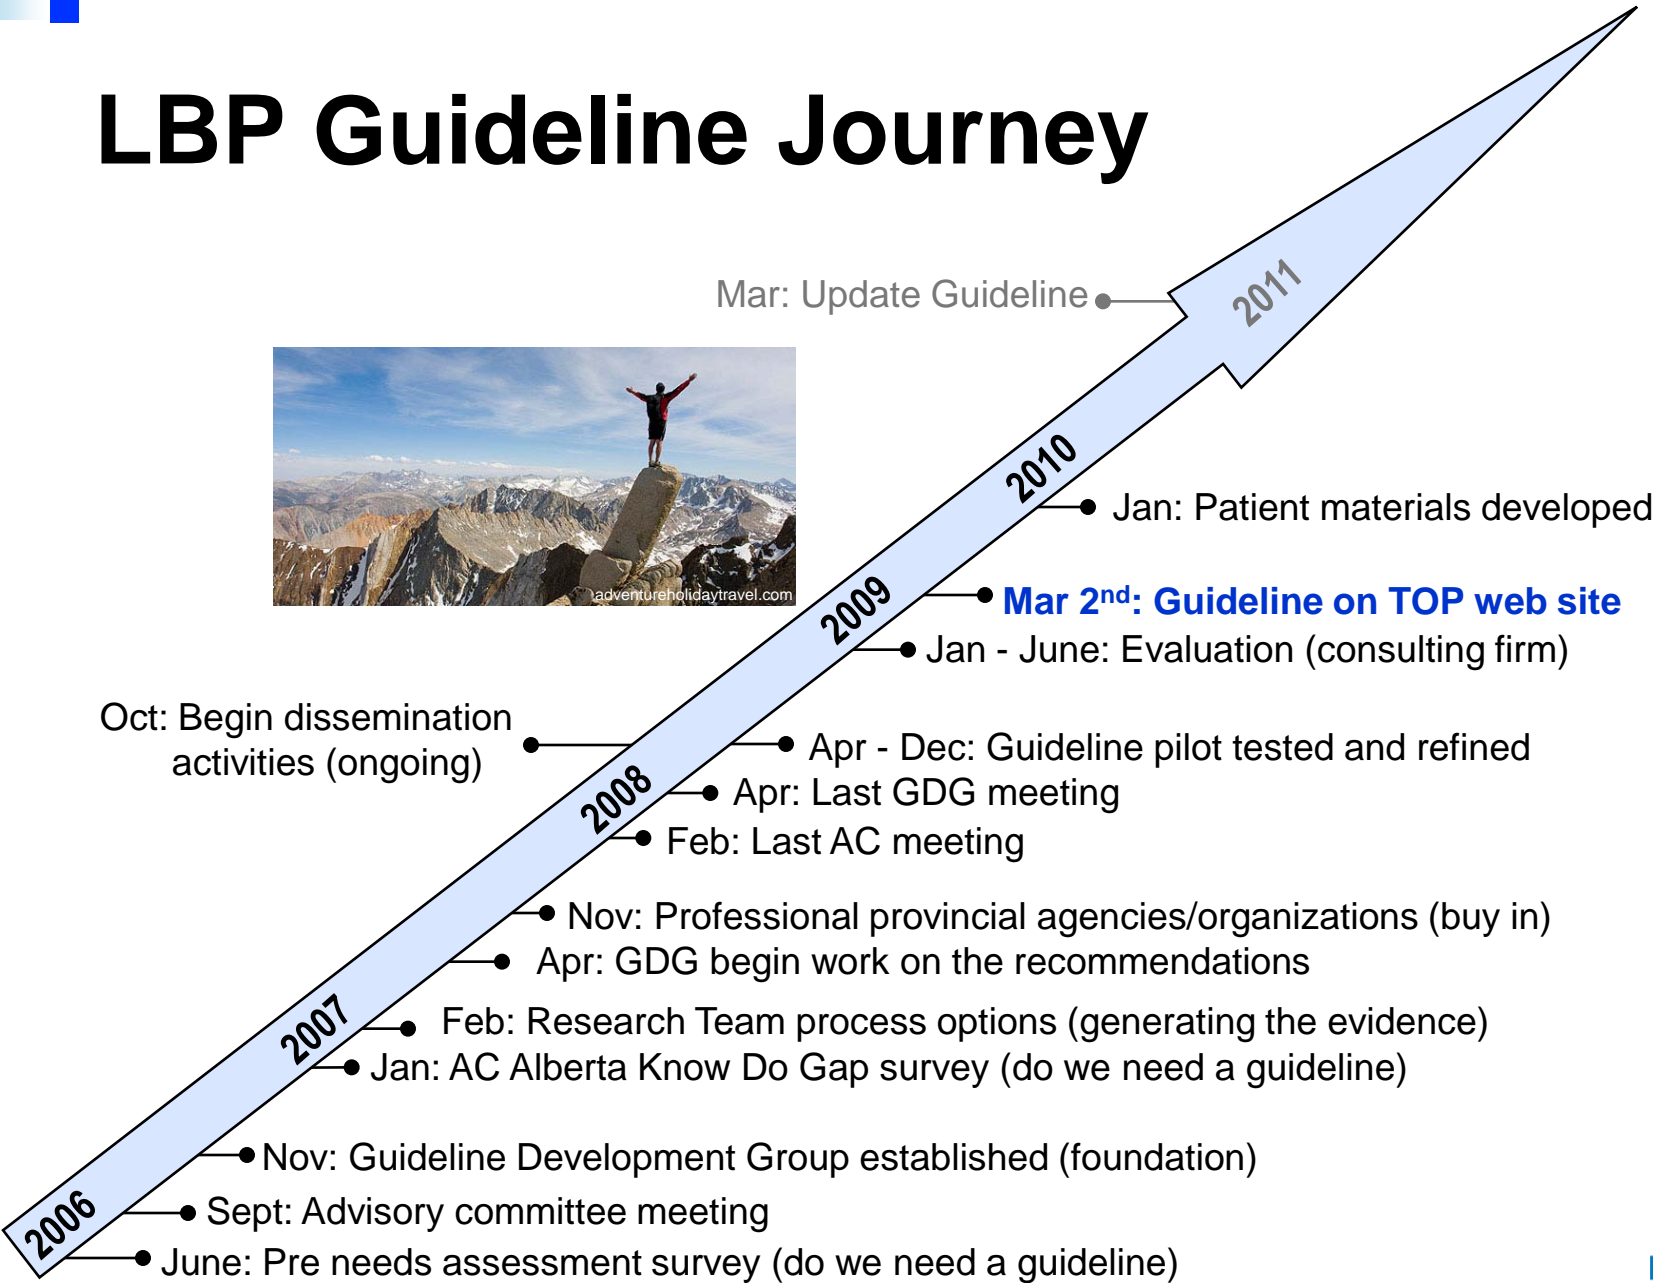 LBP Guideline Journey
2011
Mar: Update Guideline
adventureholidaytravel.com
2010
Jan: Patient materials developed
2009
Mar 2nd: Guideline on TOP web site
Jan - June: Evaluation (consulting firm)
Oct: Begin dissemination
activities (ongoing)
Apr - Dec: Guideline pilot tested and refined
2008
Apr: Last GDG meeting
Feb: Last AC meeting
Nov: Professional provincial agencies/organizations (buy in)
Apr: GDG begin work on the recommendations
2007
Feb: Research Team process options (generating the evidence)
Jan: AC Alberta Know Do Gap survey (do we need a guideline)
Nov: Guideline Development Group established (foundation)
2006
Sept: Advisory committee meeting
June: Pre needs assessment survey (do we need a guideline)